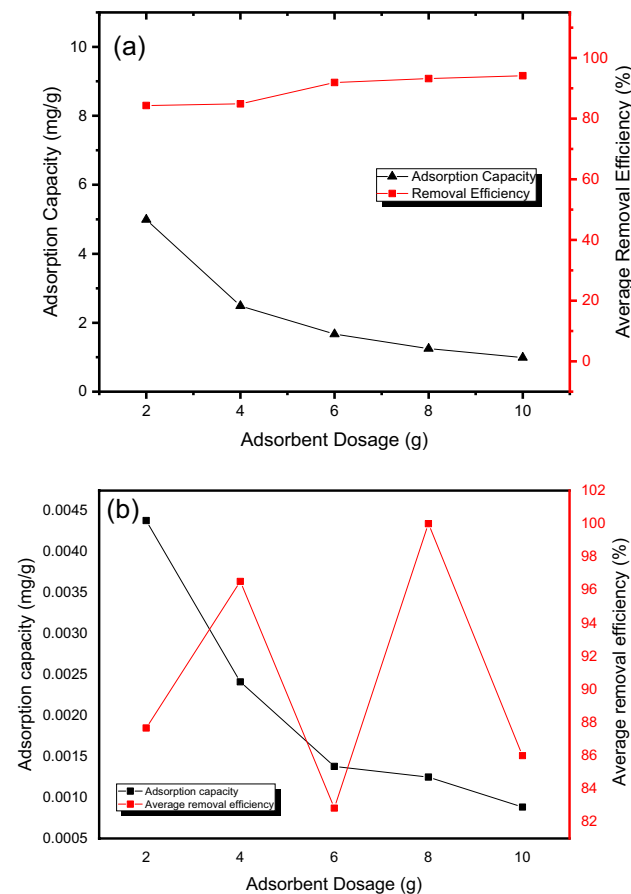 (a)
10
8
6
4
2
0
Adsorption Capacity (mg/g)
100
80
60
40
20
0
Average Removal Efficiency (%)
Adsorption Capacity
Removal Efficiency
2 4 6 8 10
Adsorbent Dosage (g)
(b)
0.0045
0.0040
0.0035
0.0030
0.0025
0.0020
0.0015
0.0010
0.0005
Adsorption capacity (mg/g)
102
100
98
96
94
92
90
88
86
84
82
Average removal efficiency (%)
Adsorption capacity
Average removal efficiency
2 4 6 8 10
Adsorbent Dosage (g)